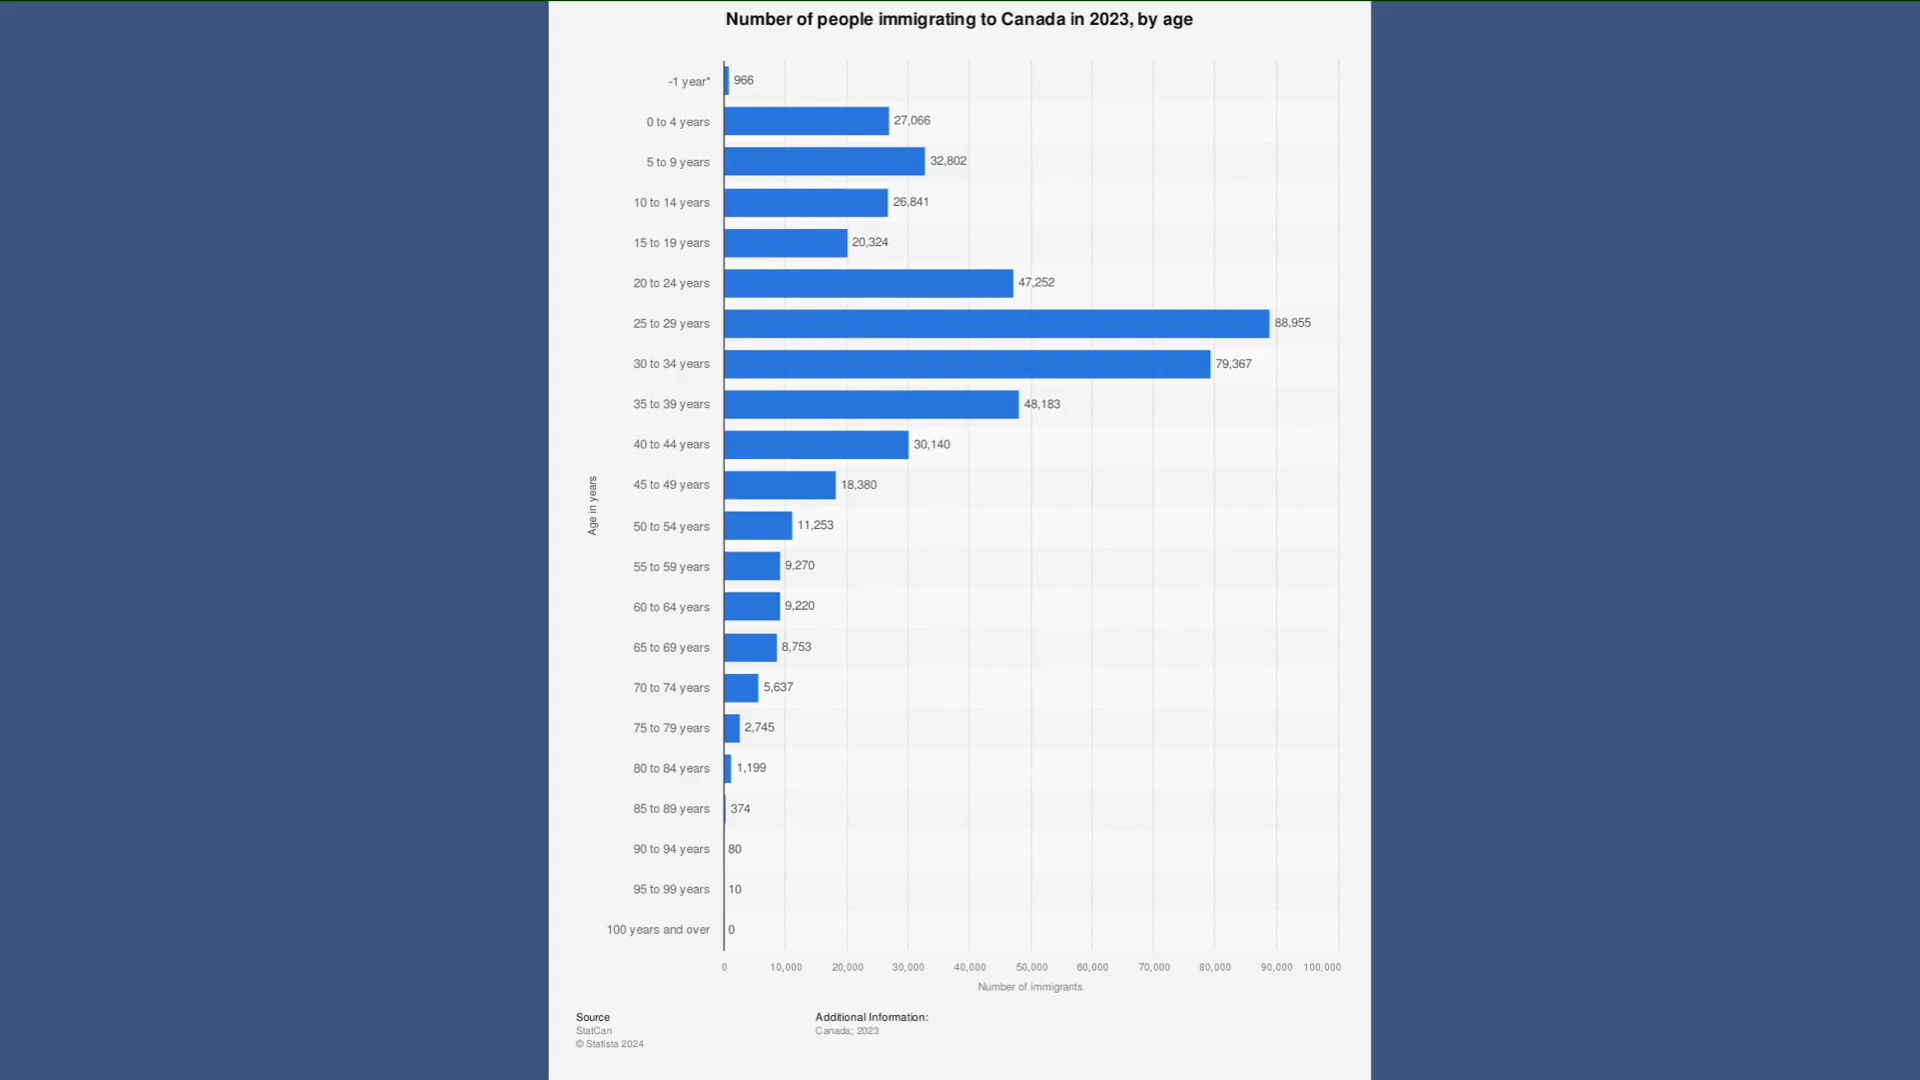 Number of people immigrating to Canada in 2023, by age
-1 year* 966
0 to 4 years 27,066
5 to 9 years 32,802
10 to 14 years 26,841
15 to 19 years 20,324
20 to 24 years 47,252
25 to 29 years 88,955
30 to 34 years 79,367
35 to 39 years 48,183
40 to 44 years 30,140
45 to 49 years 18,380
50 to 54 years 11,253
55 to 59 years 9,270
60 to 64 years 9,220
65 to 69 years 8,753
70 to 74 years 5,637
75 to 79 years 2,745
80 to 84 years 1,199
85 to 89 years 374
90 to 94 years 80
95 to 99 years 10
100 years and over 0
Age in years
0 10,000 20,000 30,000 40,000 50,000 60,000 70,000 80,000 90,000 100,000
Number of immigrants
Source
StatCan
© Statista 2024
Additional Information:
Canada; 2023